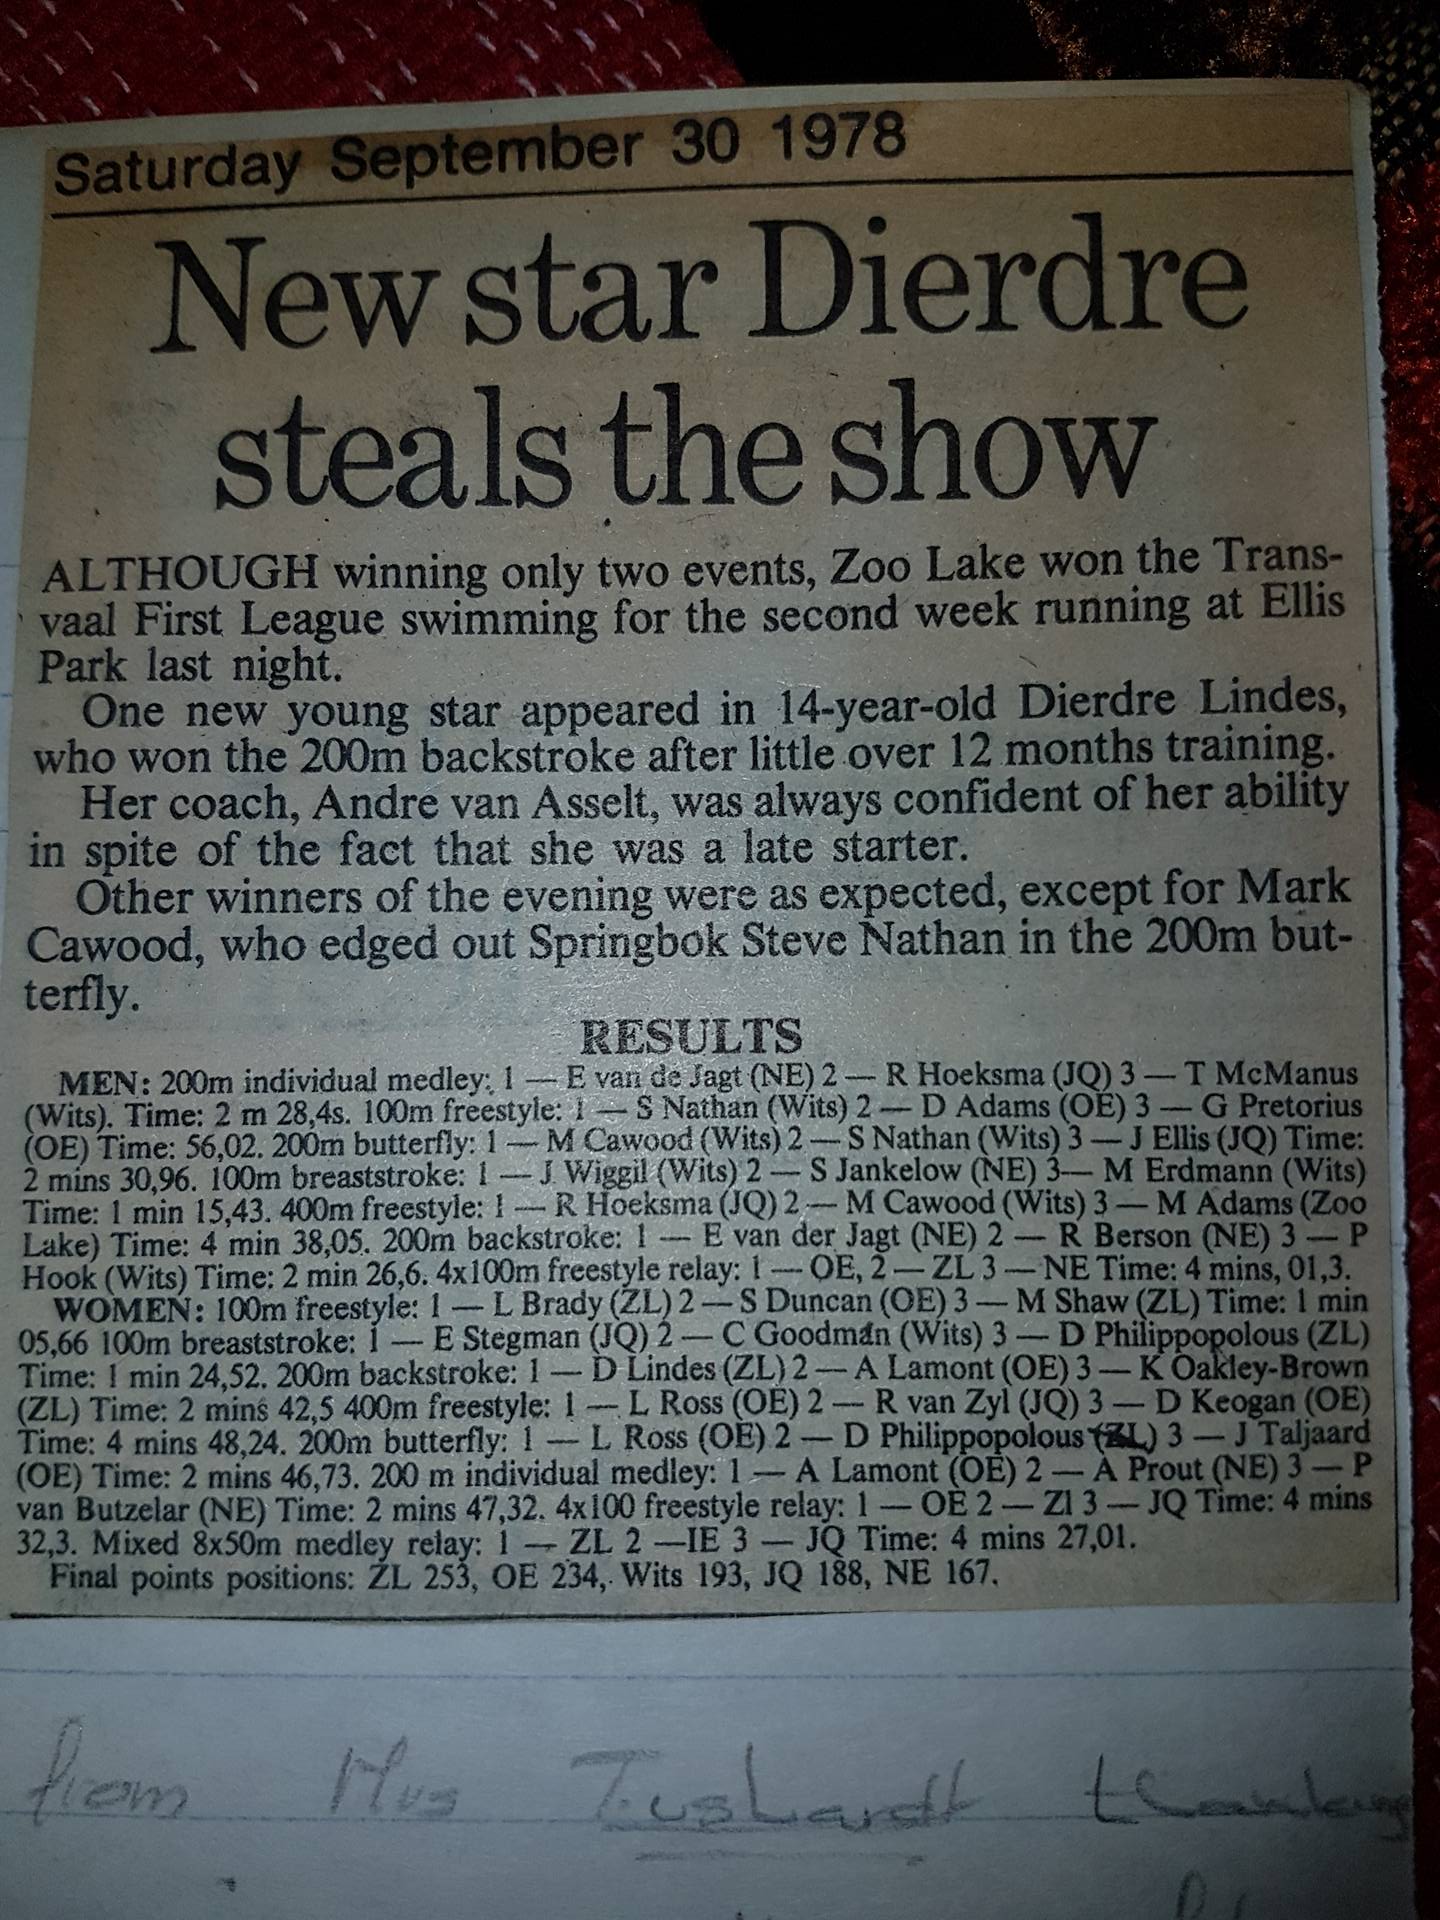 Saturday September 30 1978
New star Dierdre
steals the show
ALTHOUGH winning only two events, Zoo Lake won the Trans-
vaal First League swimming for the second week running at Ellis
Park last night.
One new young star appeared in 14-year-old Dierdre Lindes,
who won the 200m backstroke after little over 12 months training.
Her coach, Andre van Asselt, was always confident of her ability
in spite of the fact that she was a late starter.
Other winners of the evening were as expected, except for Mark
Cawood, who edged out Springbok Steve Nathan in the 200m but-
terfly.
RESULTS
MEN: 200m individual medley: 1 — E van de Jagt (NE) 2 — R Hoeksma (JQ) 3 — T McManus
(Wits). Time: 2 m 28,4s. 100m freestyle: 1 — S Nathan (Wits) 2 — D Adams (OE) 3 — G Pretorius
(OE) Time: 56,02. 200m butterfly: 1 — M Cawood (Wits) 2 — S Nathan (Wits) 3 — J Ellis (JQ) Time:
2 mins 30,96. 100m breaststroke: 1 — J Wiggil (Wits) 2 — S Jankelow (NE) 3— M Erdmann (Wits)
Time: 1 min 15,43. 400m freestyle: 1 — R Hoeksma (JQ) 2 — M Cawood (Wits) 3 — M Adams (Zoo
Lake) Time: 4 min 38,05. 200m backstroke: 1 — E van der Jagt (NE) 2 — R Berson (NE) 3 — P
Hook (Wits) Time: 2 min 26,6. 4x100m freestyle relay: 1 — OE, 2 — ZL 3 — NE Time: 4 mins, 01,3.
WOMEN: 100m freestyle: 1 — L Brady (ZL) 2 — S Duncan (OE) 3 — M Shaw (ZL) Time: 1 min
05,66 100m breaststroke: 1 — E Stegman (JQ) 2 — C Goodman (Wits) 3 — D Philippopolous (ZL)
Time: 1 min 24,52. 200m backstroke: 1 — D Lindes (ZL) 2 — A Lamont (OE) 3 — K Oakley-Brown
(ZL) Time: 2 mins 42,5 400m freestyle: 1 — L Ross (OE) 2 — R van Zyl (JQ) 3 — D Keogan (OE)
Time: 4 mins 48,24. 200m butterfly: 1 — L Ross (OE) 2 — D Philippopolous (ZL) 3 — J Taljaard
(OE) Time: 2 mins 46,73. 200 m individual medley: 1 — A Lamont (OE) 2 — A Prout (NE) 3 — P
van Butzelar (NE) Time: 2 mins 47,32. 4x100 freestyle relay: 1 — OE 2 — Zl 3 — JQ Time: 4 mins
32,3. Mixed 8x50m medley relay: 1 — ZL 2 —IE 3 — JQ Time: 4 mins 27,01.
Final points positions: ZL 253, OE 234, Wits 193, JQ 188, NE 167.
from Mrs